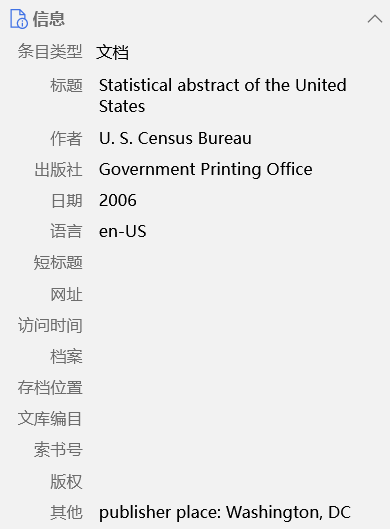 信息
条目类型 文档
标题 Statistical abstract of the United
States
作者 U. S. Census Bureau
出版社 Government Printing Office
日期 2006
语言 en-US
短标题
网址
访问时间
档案
存档位置
文库编目
索书号
版权
其他 publisher place: Washington, DC